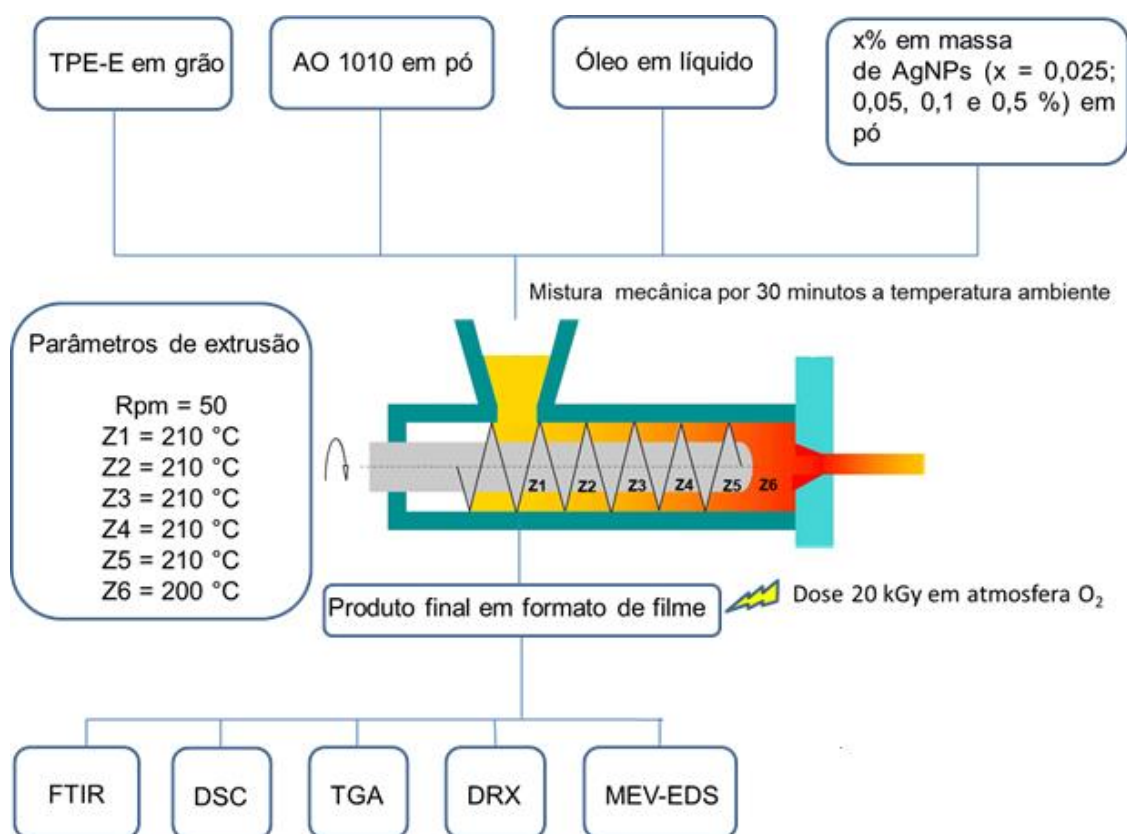 TPE-E em grão
AO 1010 em pó
Óleo em líquido
x% em massa
de AgNPs (x = 0,025;
0,05, 0,1 e 0,5 %) em
pó
Mistura mecânica por 30 minutos a temperatura ambiente
Parâmetros de extrusão
Rpm = 50
Z1 = 210 °C
Z2 = 210 °C
Z3 = 210 °C
Z4 = 210 °C
Z5 = 210 °C
Z6 = 200 °C
Z1 Z2 Z3 Z4 Z5 Z6
Produto final em formato de filme
Dose 20 kGy em atmosfera O₂
FTIR
DSC
TGA
DRX
MEV-EDS